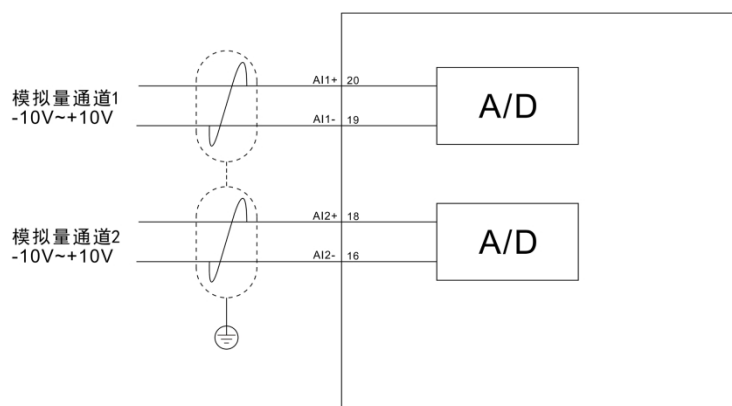 模拟量通道1
-10V~+10V
AI1+ 20
AI1- 19
A/D
模拟量通道2
-10V~+10V
AI2+ 18
AI2- 16
A/D